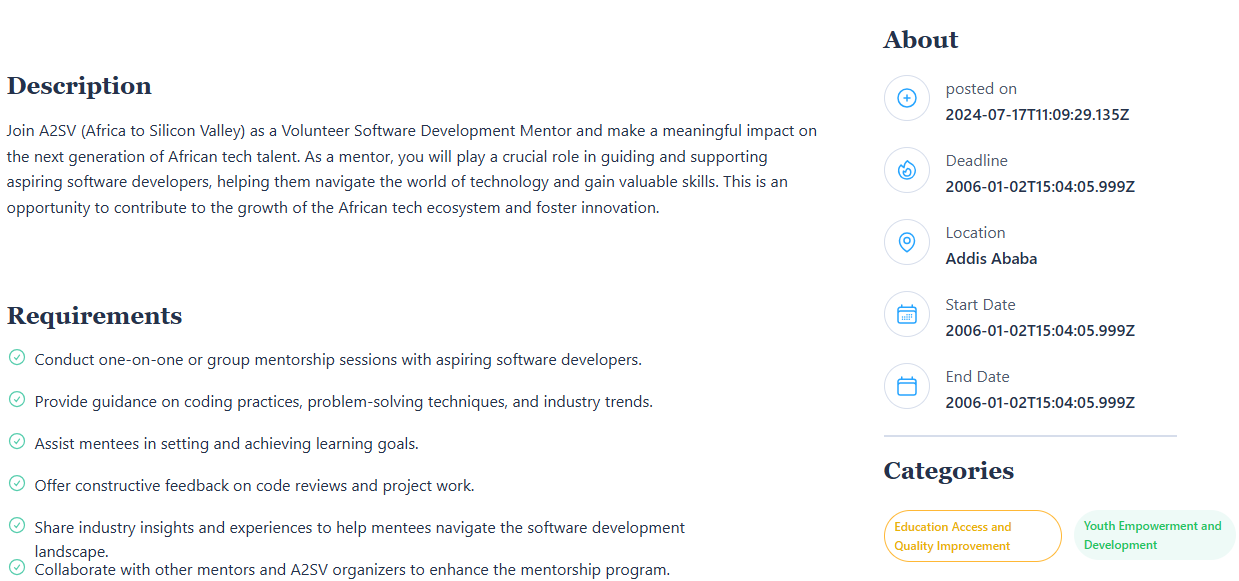 Description
Join A2SV (Africa to Silicon Valley) as a Volunteer Software Development Mentor and make a meaningful impact on
the next generation of African tech talent. As a mentor, you will play a crucial role in guiding and supporting
aspiring software developers, helping them navigate the world of technology and gain valuable skills. This is an
opportunity to contribute to the growth of the African tech ecosystem and foster innovation.
Requirements
Conduct one-on-one or group mentorship sessions with aspiring software developers.
Provide guidance on coding practices, problem-solving techniques, and industry trends.
Assist mentees in setting and achieving learning goals.
Offer constructive feedback on code reviews and project work.
Share industry insights and experiences to help mentees navigate the software development
landscape.
Collaborate with other mentors and A2SV organizers to enhance the mentorship program.
About
posted on
2024-07-17T11:09:29.135Z
Deadline
2006-01-02T15:04:05.999Z
Location
Addis Ababa
Start Date
2006-01-02T15:04:05.999Z
End Date
2006-01-02T15:04:05.999Z
Categories
Education Access and
Quality Improvement
Youth Empowerment and
Development